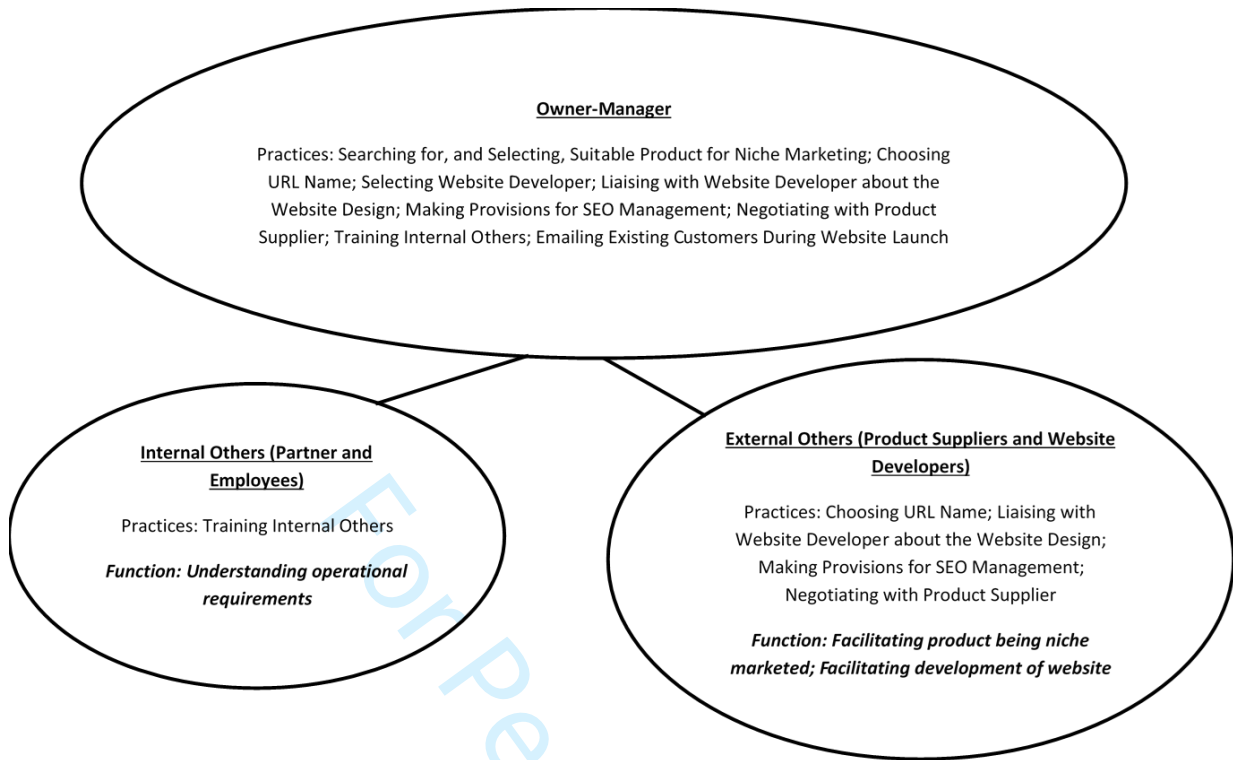 Owner-Manager
Practices: Searching for, and Selecting, Suitable Product for Niche Marketing; Choosing
URL Name; Selecting Website Developer; Liaising with Website Developer about the
Website Design; Making Provisions for SEO Management; Negotiating with Product
Supplier; Training Internal Others; Emailing Existing Customers During Website Launch
Internal Others (Partner and
Employees)
Practices: Training Internal Others
Function: Understanding operational
requirements
External Others (Product Suppliers and Website
Developers)
Practices: Choosing URL Name; Liaising with
Website Developer about the Website Design;
Making Provisions for SEO Management;
Negotiating with Product Supplier
Function: Facilitating product being niche
marketed; Facilitating development of website
For Pe